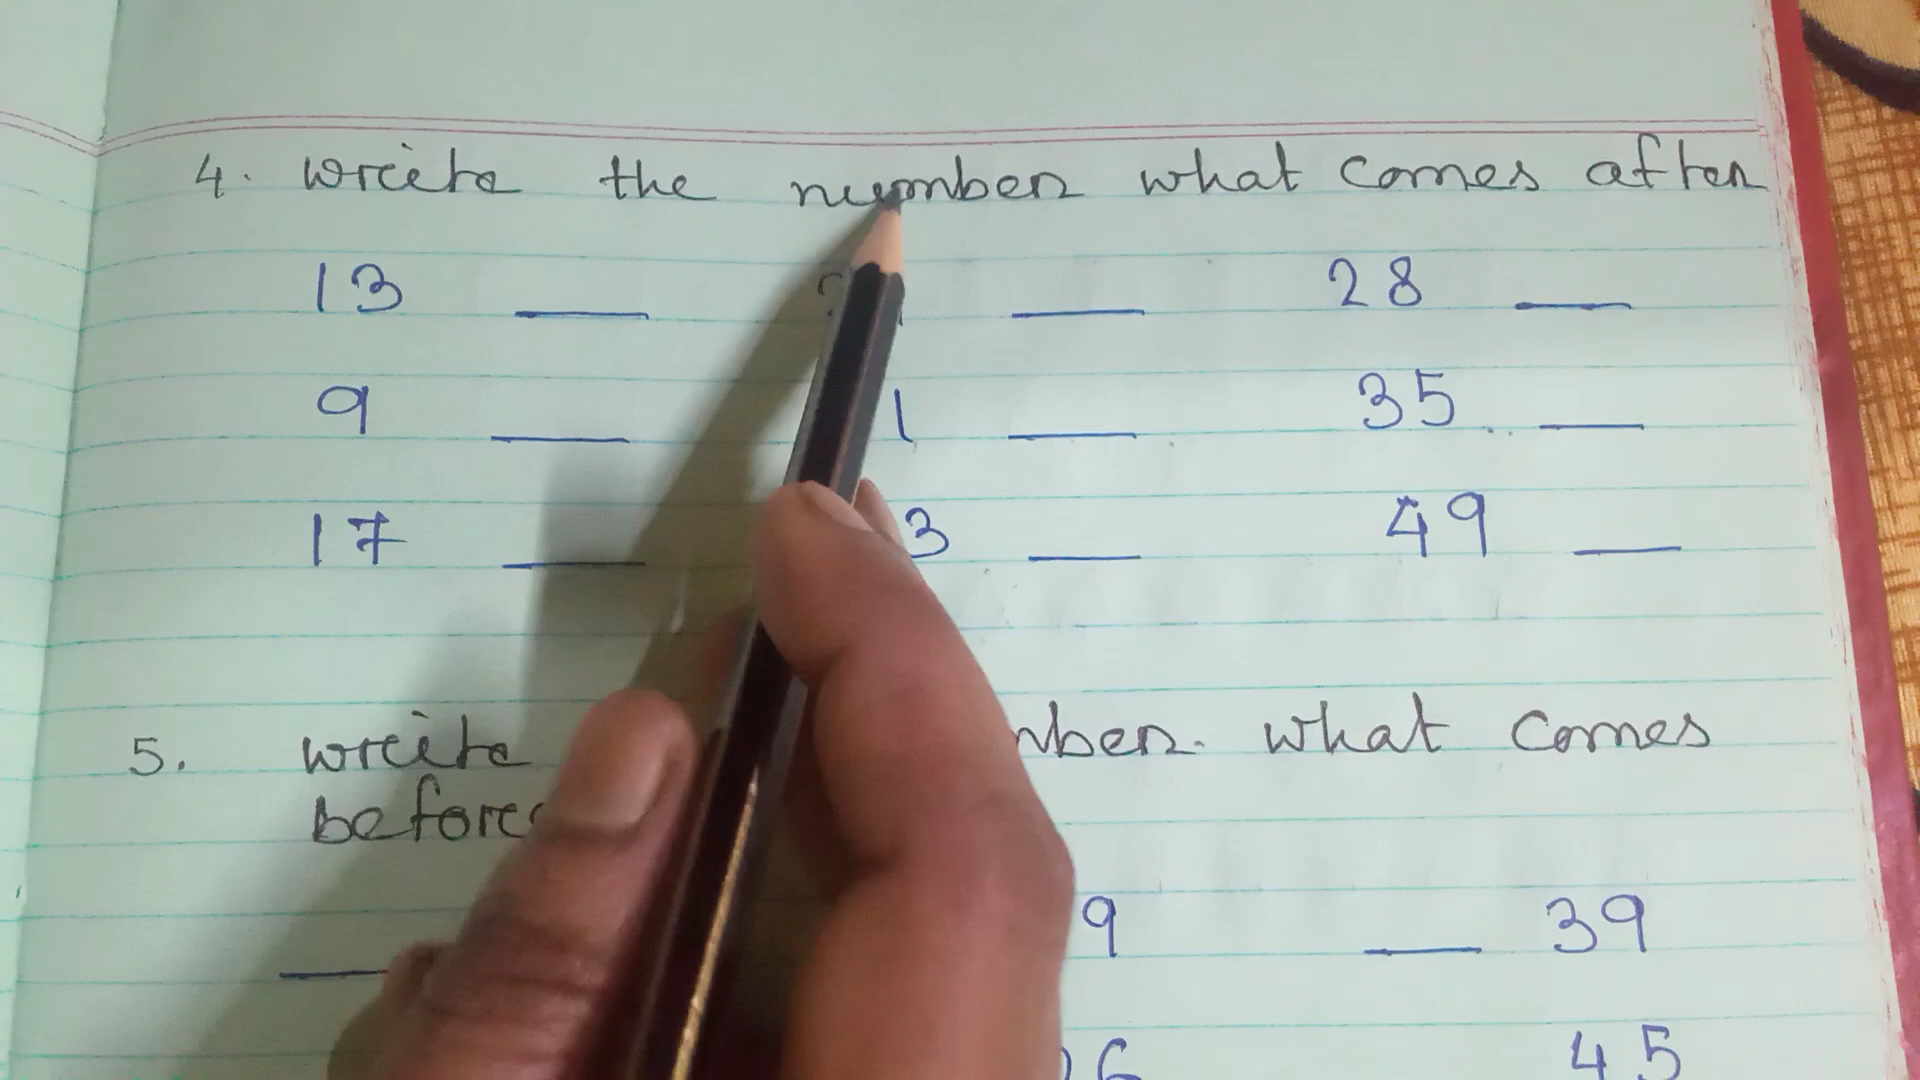 4. write the number what comes after
13 ___ ___ 28 ___
9 ___ 1 ___ 35 ___
17 ___ 3 ___ 49 ___
5. write what comes
before
___ 9 ___ 39
6 45